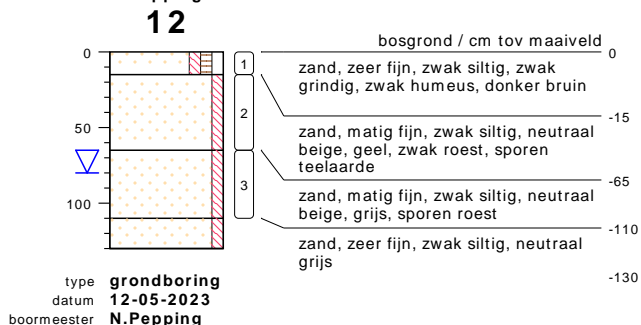 12
bosgrond / cm tov maaiveld
0
0
1
zand, zeer fijn, zwak siltig, zwak
grindig, zwak humeus, donker bruin
-15
50
2
zand, matig fijn, zwak siltig, neutraal
beige, geel, zwak roest, sporen
teelaarde
-65
100
3
zand, matig fijn, zwak siltig, neutraal
beige, grijs, sporen roest
-110
zand, zeer fijn, zwak siltig, neutraal
grijs
-130
type grondboring
datum 12-05-2023
boormeester N.Pepping